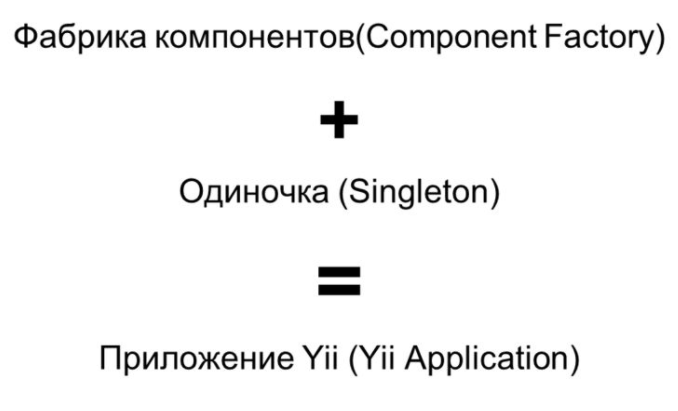 Фабрика компонентов(Component Factory)
+
Одиночка (Singleton)
=
Приложение Yii (Yii Application)